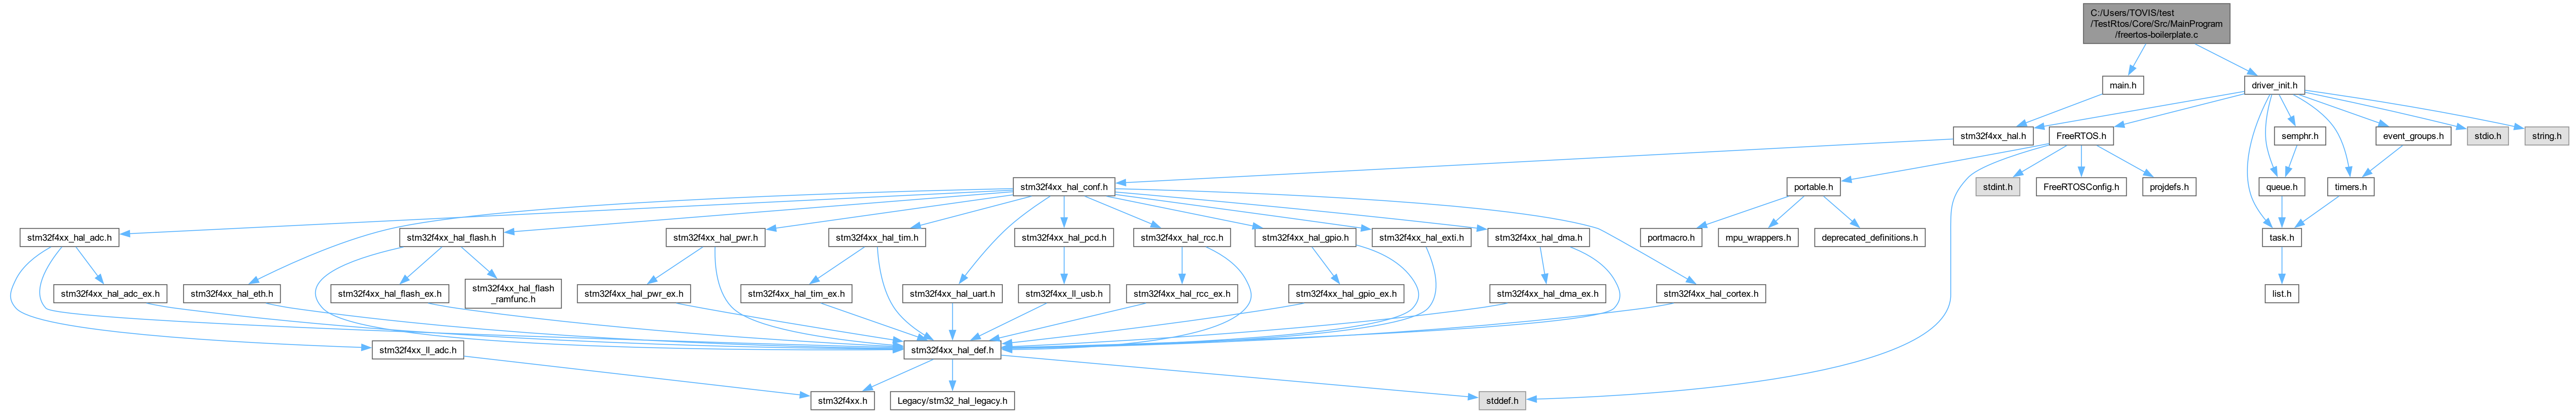 C:/Users/TOVIS/test
/TestRtos/Core/Src/MainProgram
/freertos-boilerplate.c
main.h
driver_init.h
stm32f4xx_hal.h
FreeRTOS.h
semphr.h
event_groups.h
stdio.h
string.h
stm32f4xx_hal_conf.h
portable.h
stdint.h
FreeRTOSConfig.h
projdefs.h
queue.h
timers.h
stm32f4xx_hal_adc.h
stm32f4xx_hal_flash.h
stm32f4xx_hal_pwr.h
stm32f4xx_hal_tim.h
stm32f4xx_hal_pcd.h
stm32f4xx_hal_rcc.h
stm32f4xx_hal_gpio.h
stm32f4xx_hal_exti.h
stm32f4xx_hal_dma.h
portmacro.h
mpu_wrappers.h
deprecated_definitions.h
task.h
stm32f4xx_hal_adc_ex.h
stm32f4xx_hal_eth.h
stm32f4xx_hal_flash_ex.h
stm32f4xx_hal_flash
_ramfunc.h
stm32f4xx_hal_pwr_ex.h
stm32f4xx_hal_tim_ex.h
stm32f4xx_hal_uart.h
stm32f4xx_ll_usb.h
stm32f4xx_hal_rcc_ex.h
stm32f4xx_hal_gpio_ex.h
stm32f4xx_hal_dma_ex.h
stm32f4xx_hal_cortex.h
list.h
stm32f4xx_ll_adc.h
stm32f4xx_hal_def.h
stm32f4xx.h
Legacy/stm32_hal_legacy.h
stddef.h